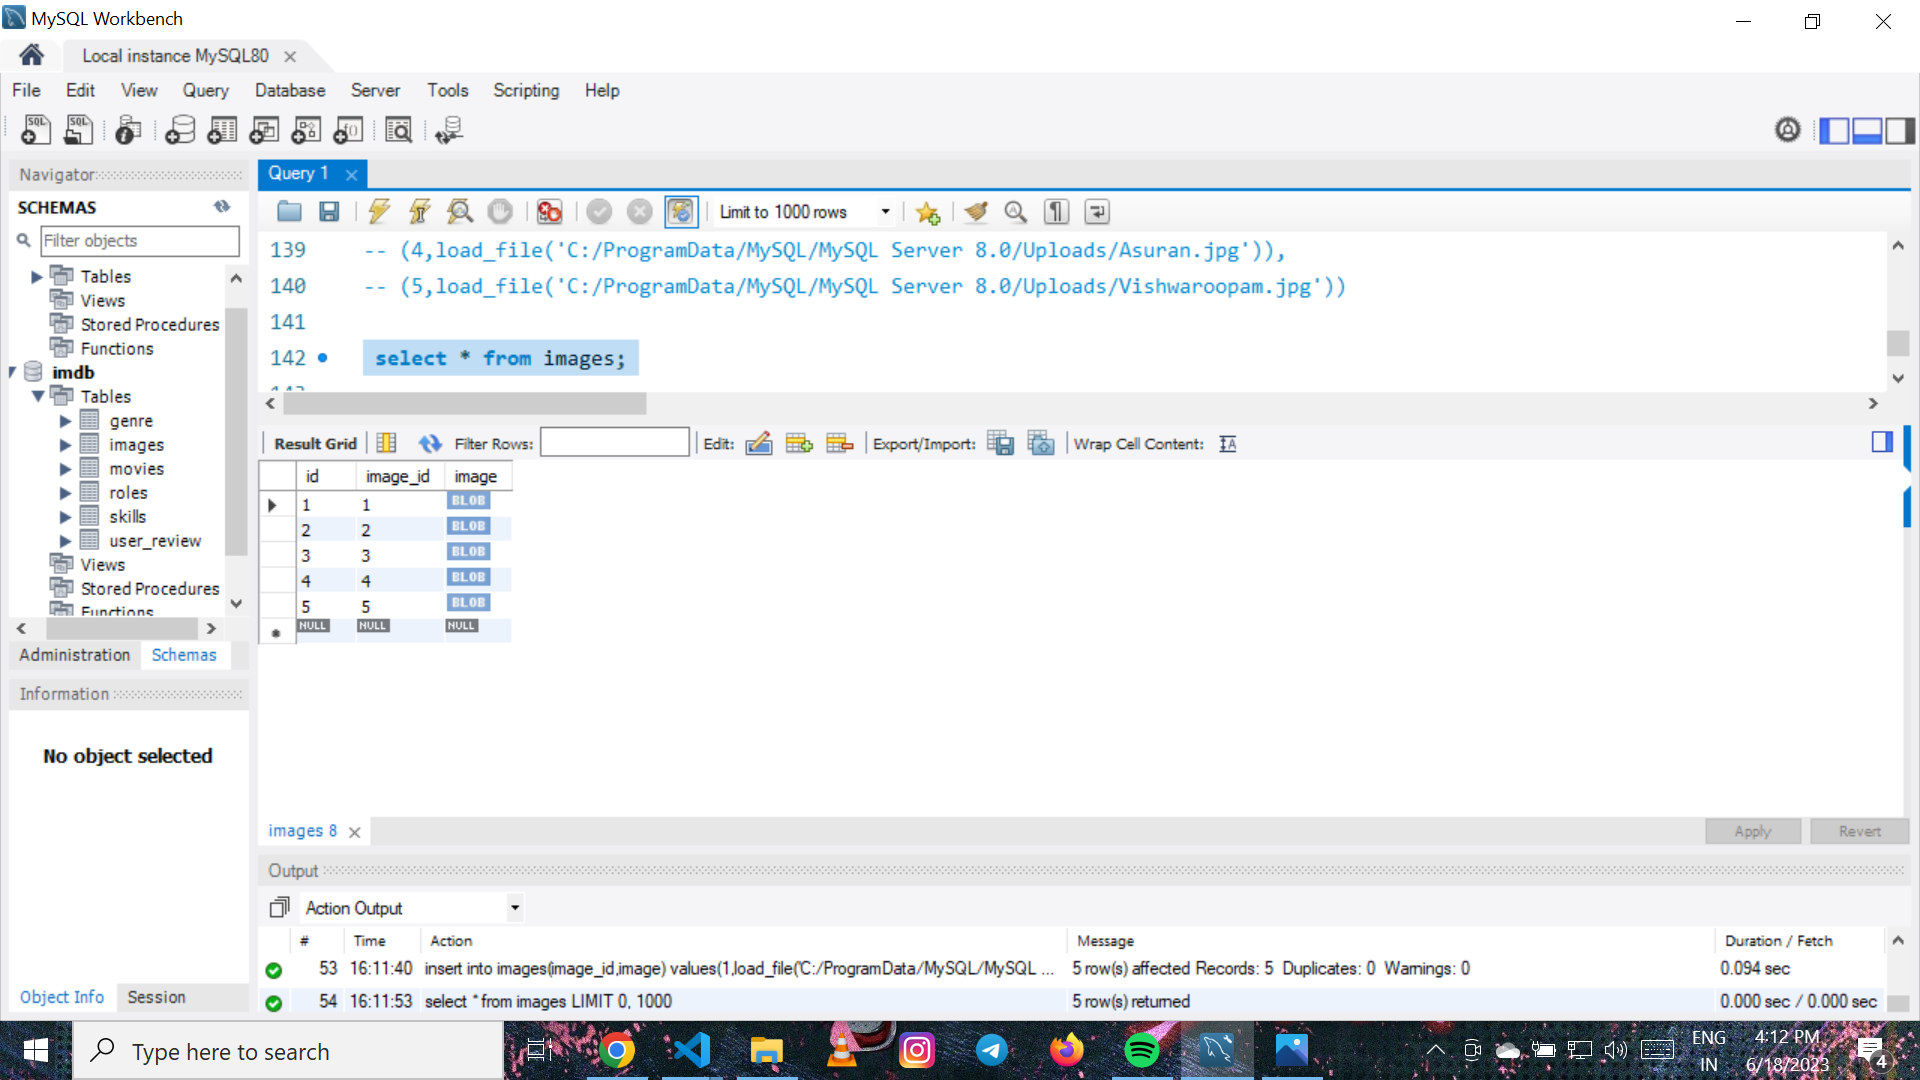 MySQL Workbench
Local instance MySQL80
File Edit View Query Database Server Tools Scripting Help
Navigator
Query 1
SCHEMAS
Filter objects
Limit to 1000 rows
Tables
Views
Stored Procedures
Functions
imdb
Tables
genre
images
movies
roles
skills
user_review
Views
Stored Procedures
Functions
Administration Schemas
Information
No object selected
Object Info Session
139 -- (4,load_file('C:/ProgramData/MySQL/MySQL Server 8.0/Uploads/Asuran.jpg')),
140 -- (5,load_file('C:/ProgramData/MySQL/MySQL Server 8.0/Uploads/Vishwaroopam.jpg'))
141
142 select * from images;
143
Result Grid Filter Rows: Edit: Export/Import: Wrap Cell Content:
id image_id image
1 1 BLOB
2 2 BLOB
3 3 BLOB
4 4 BLOB
5 5 BLOB
NULL NULL NULL
images 8
Apply Revert
Output
Action Output
# Time Action Message Duration / Fetch
53 16:11:40 insert into images(image_id,image) values(1,load_file('C:/ProgramData/MySQL/MySQL ... 5 row(s) affected Records: 5 Duplicates: 0 Warnings: 0 0.094 sec
54 16:11:53 select * from images LIMIT 0, 1000 5 row(s) returned 0.000 sec / 0.000 sec
Type here to search
ENG
IN
4:12 PM
6/18/2023
4